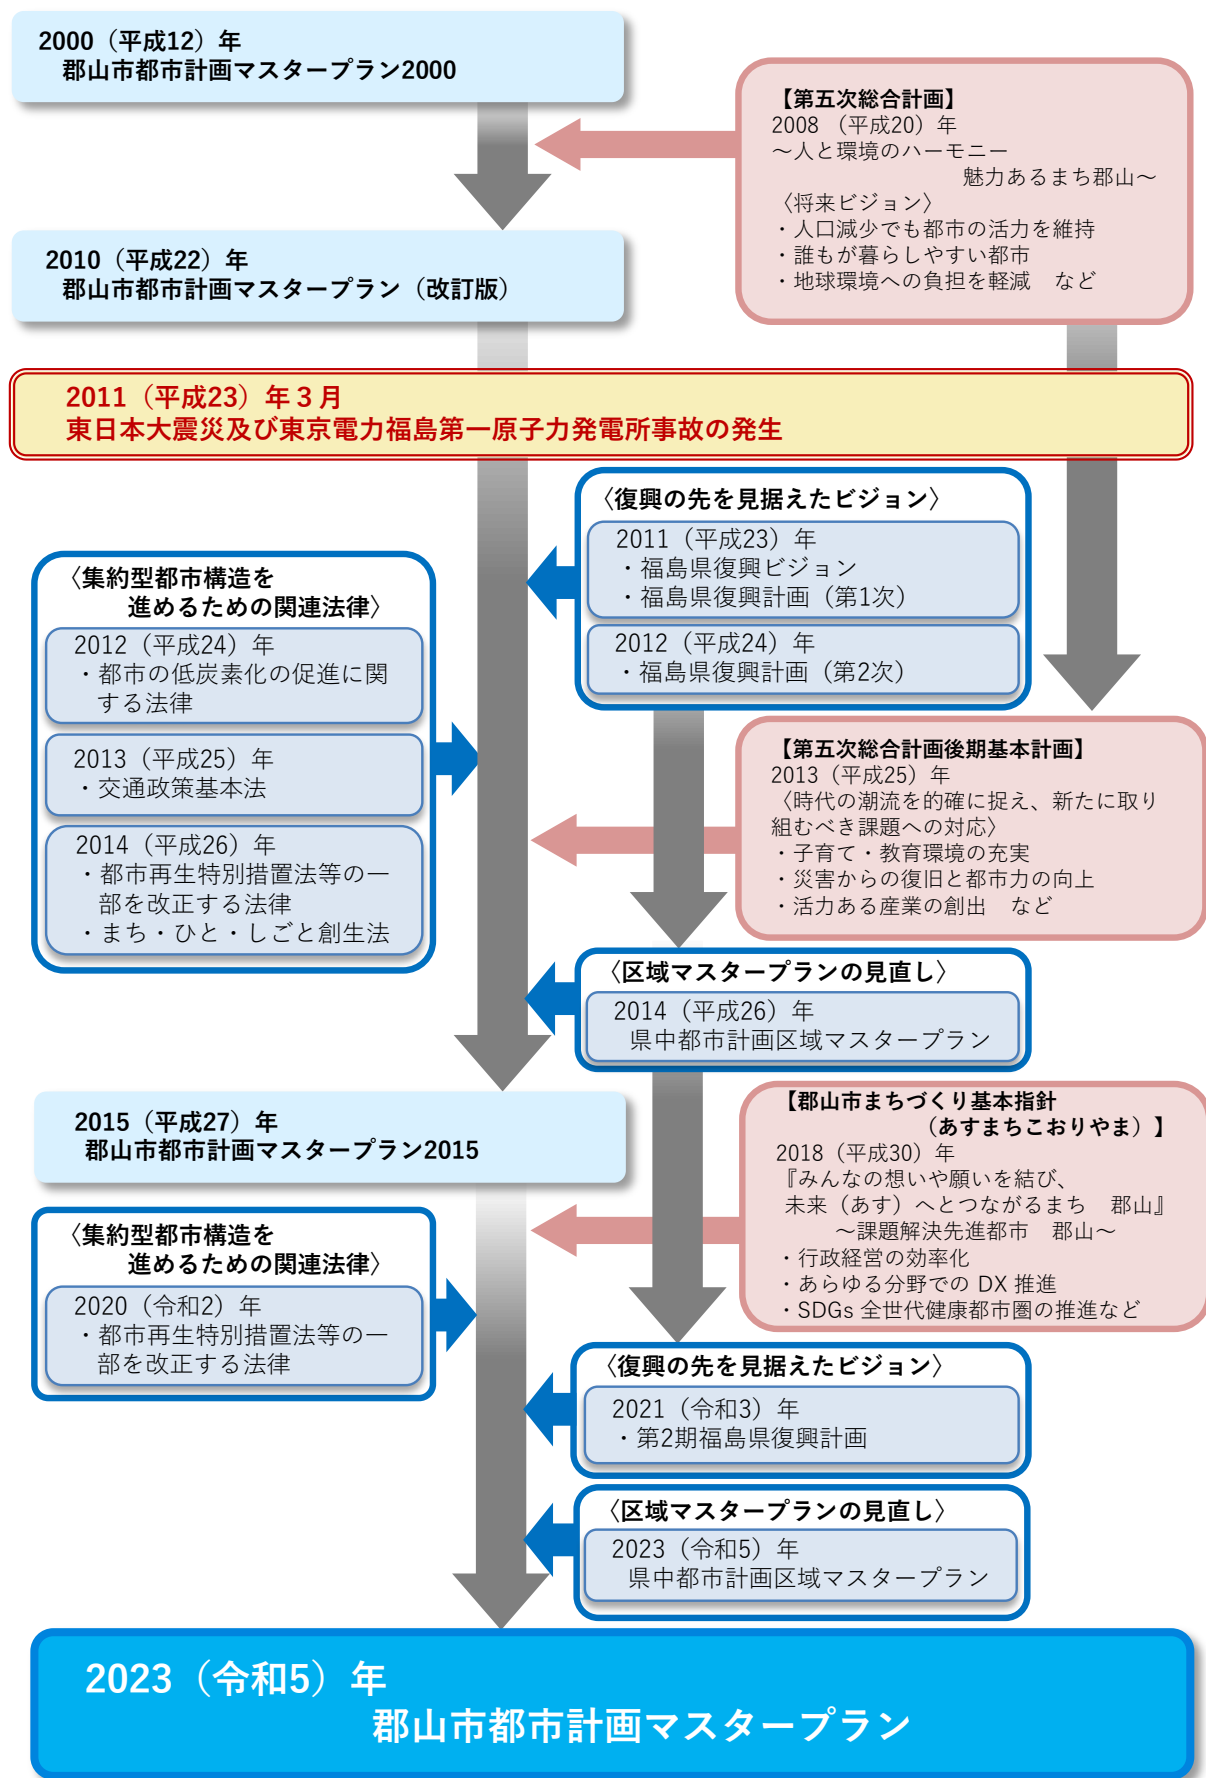 2000（平成12）年
郡山市都市計画マスタープラン2000
【第五次総合計画】
2008 （平成20）年
～人と環境のハーモニー
魅力あるまち郡山～
〈将来ビジョン〉
・人口減少でも都市の活力を維持
・誰もが暮らしやすい都市
・地球環境への負担を軽減　など
2010（平成22）年
郡山市都市計画マスタープラン（改訂版）
2011（平成23）年３月
東日本大震災及び東京電力福島第一原子力発電所事故の発生
〈復興の先を見据えたビジョン〉
2011（平成23）年
・福島県復興ビジョン
・福島県復興計画（第1次）
2012（平成24）年
・福島県復興計画（第2次）
〈集約型都市構造を
進めるための関連法律〉
2012（平成24）年
・都市の低炭素化の促進に関
する法律
2013（平成25）年
・交通政策基本法
2014（平成26）年
・都市再生特別措置法等の一
部を改正する法律
・まち・ひと・しごと創生法
【第五次総合計画後期基本計画】
2013（平成25）年
〈時代の潮流を的確に捉え、新たに取り
組むべき課題への対応〉
・子育て・教育環境の充実
・災害からの復旧と都市力の向上
・活力ある産業の創出　など
〈区域マスタープランの見直し〉
2014（平成26）年
県中都市計画区域マスタープラン
2015（平成27）年
郡山市都市計画マスタープラン2015
【郡山市まちづくり基本指針
（あすまちこおりやま）】
2018（平成30）年
『みんなの想いや願いを結び、
未来（あす）へとつながるまち　郡山』
～課題解決先進都市　郡山～
・行政経営の効率化
・あらゆる分野での DX 推進
・SDGs 全世代健康都市圏の推進など
〈集約型都市構造を
進めるための関連法律〉
2020（令和2）年
・都市再生特別措置法等の一
部を改正する法律
〈復興の先を見据えたビジョン〉
2021（令和3）年
・第2期福島県復興計画
〈区域マスタープランの見直し〉
2023（令和5）年
県中都市計画区域マスタープラン
2023（令和5）年
郡山市都市計画マスタープラン